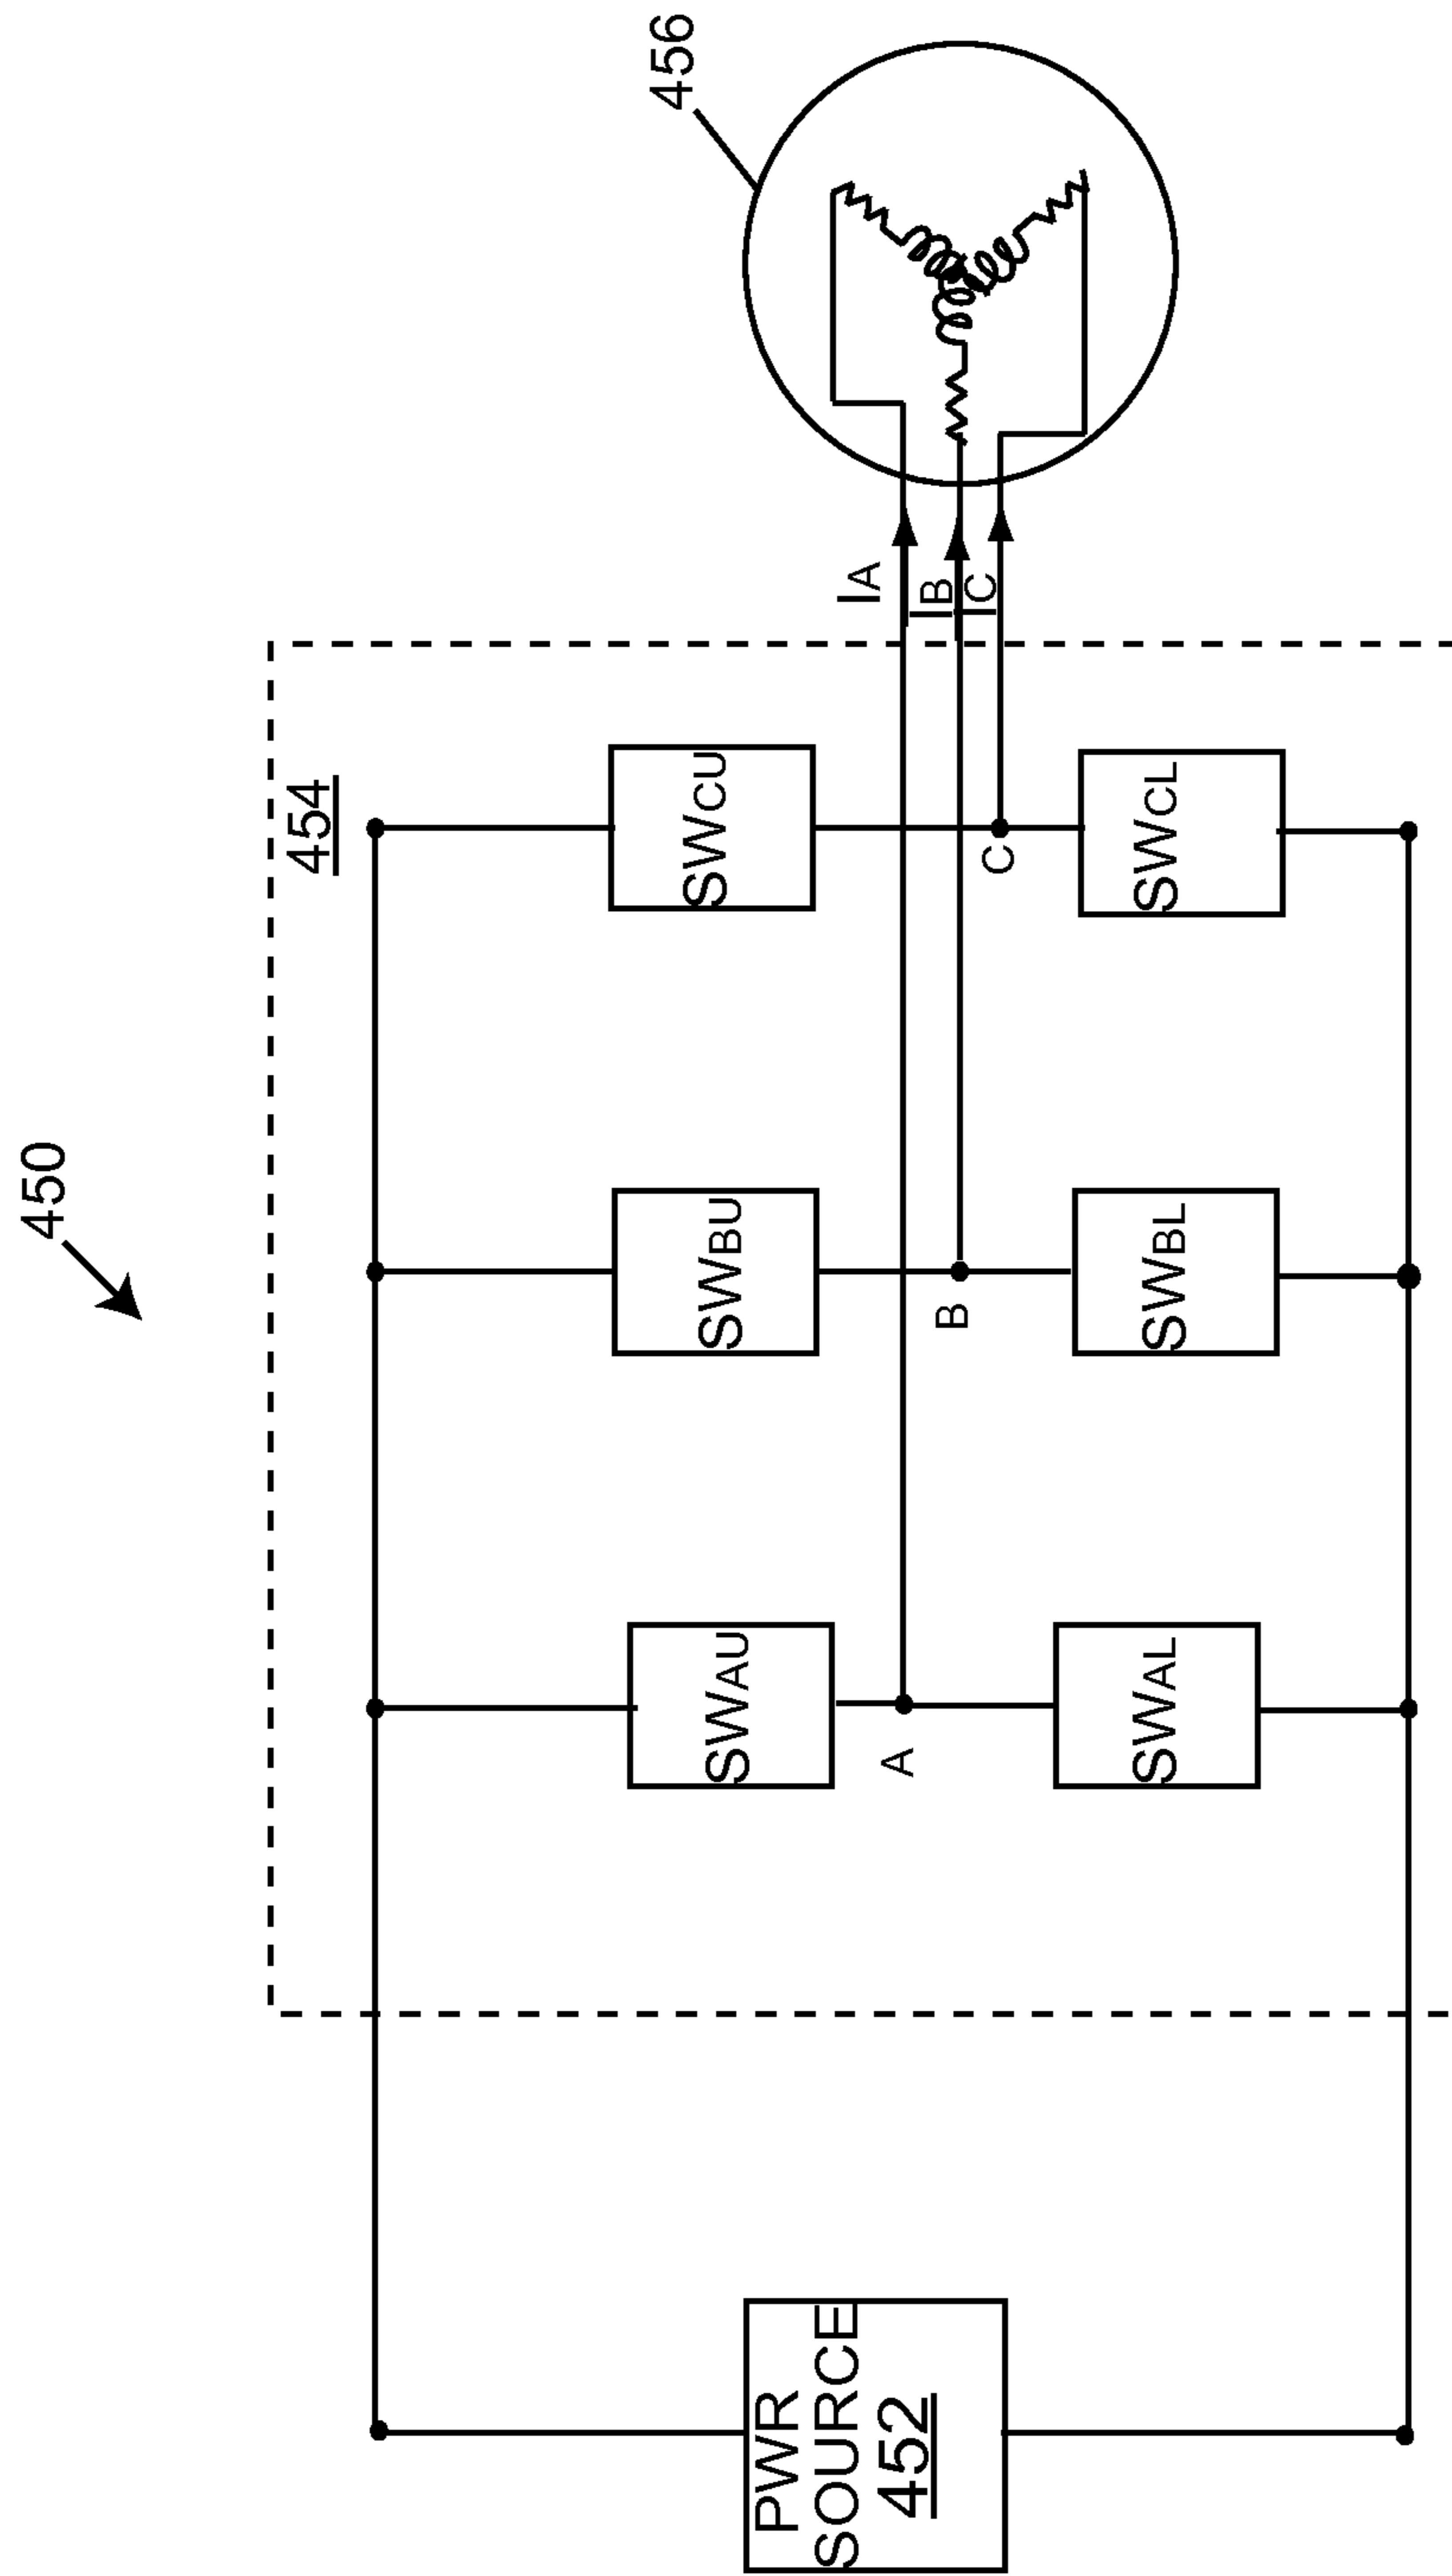 450
454
456
SWAU
SWBU
SWCU
IA
IB
IC
A
B
C
PWR
SOURCE
452
SWAL
SWBL
SWCL